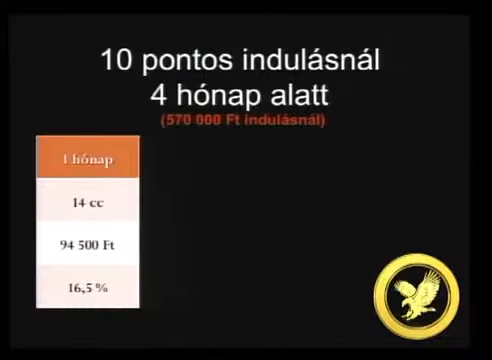 10 pontos indulásnál
4 hónap alatt
(570 000 Ft indulásnál)
1 hónap
14 cc
94 500 Ft
16,5 %